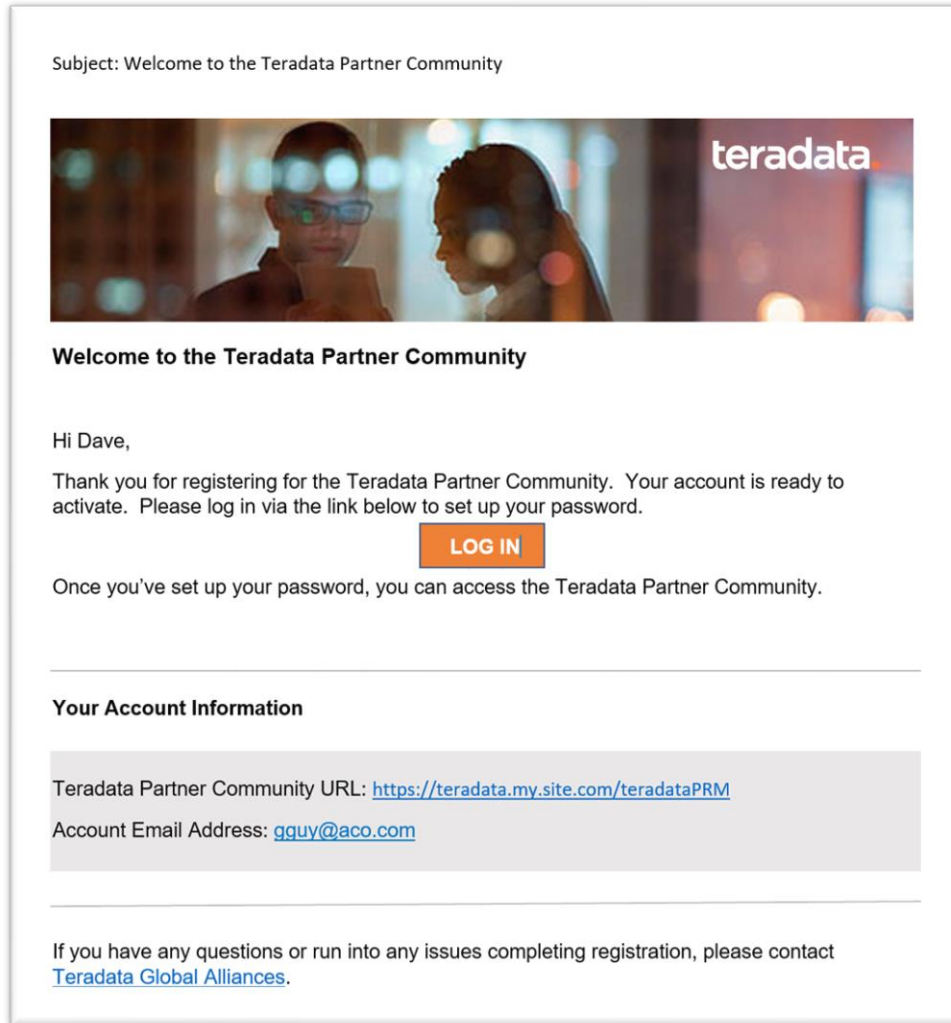 Subject: Welcome to the Teradata Partner Community
teradata.
Welcome to the Teradata Partner Community
Hi Dave,
Thank you for registering for the Teradata Partner Community.  Your account is ready to
activate.  Please log in via the link below to set up your password.
LOG IN
Once you've set up your password, you can access the Teradata Partner Community.
Your Account Information
Teradata Partner Community URL: https://teradata.my.site.com/teradataPRM
Account Email Address: gguy@aco.com
If you have any questions or run into any issues completing registration, please contact
Teradata Global Alliances.